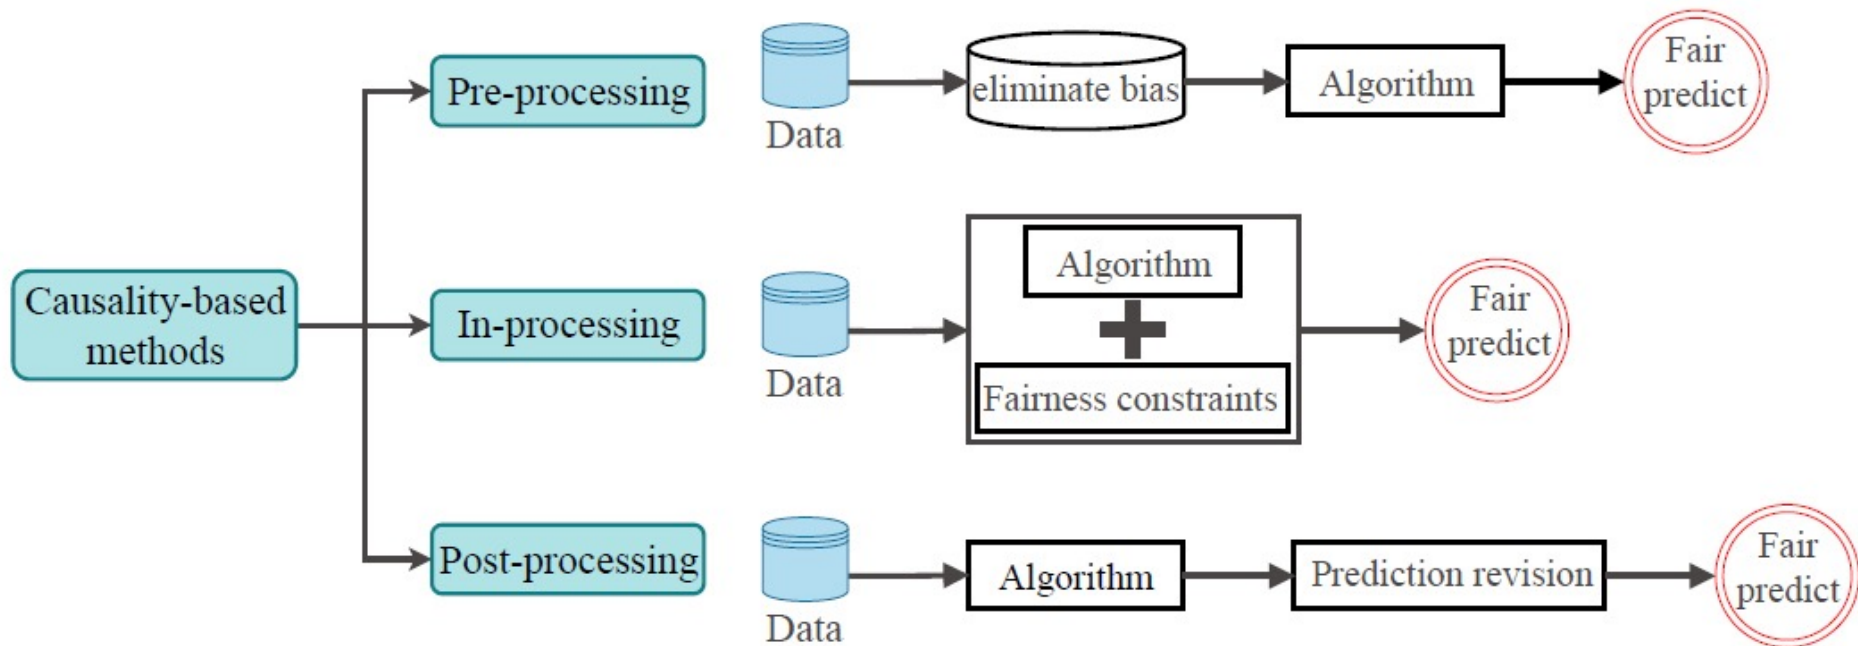 Pre-processing
Data
eliminate bias
Algorithm
Fair
predict
Causality-based
methods
In-processing
Data
Algorithm
Fairness constraints
Fair
predict
Post-processing
Data
Algorithm
Prediction revision
Fair
predict